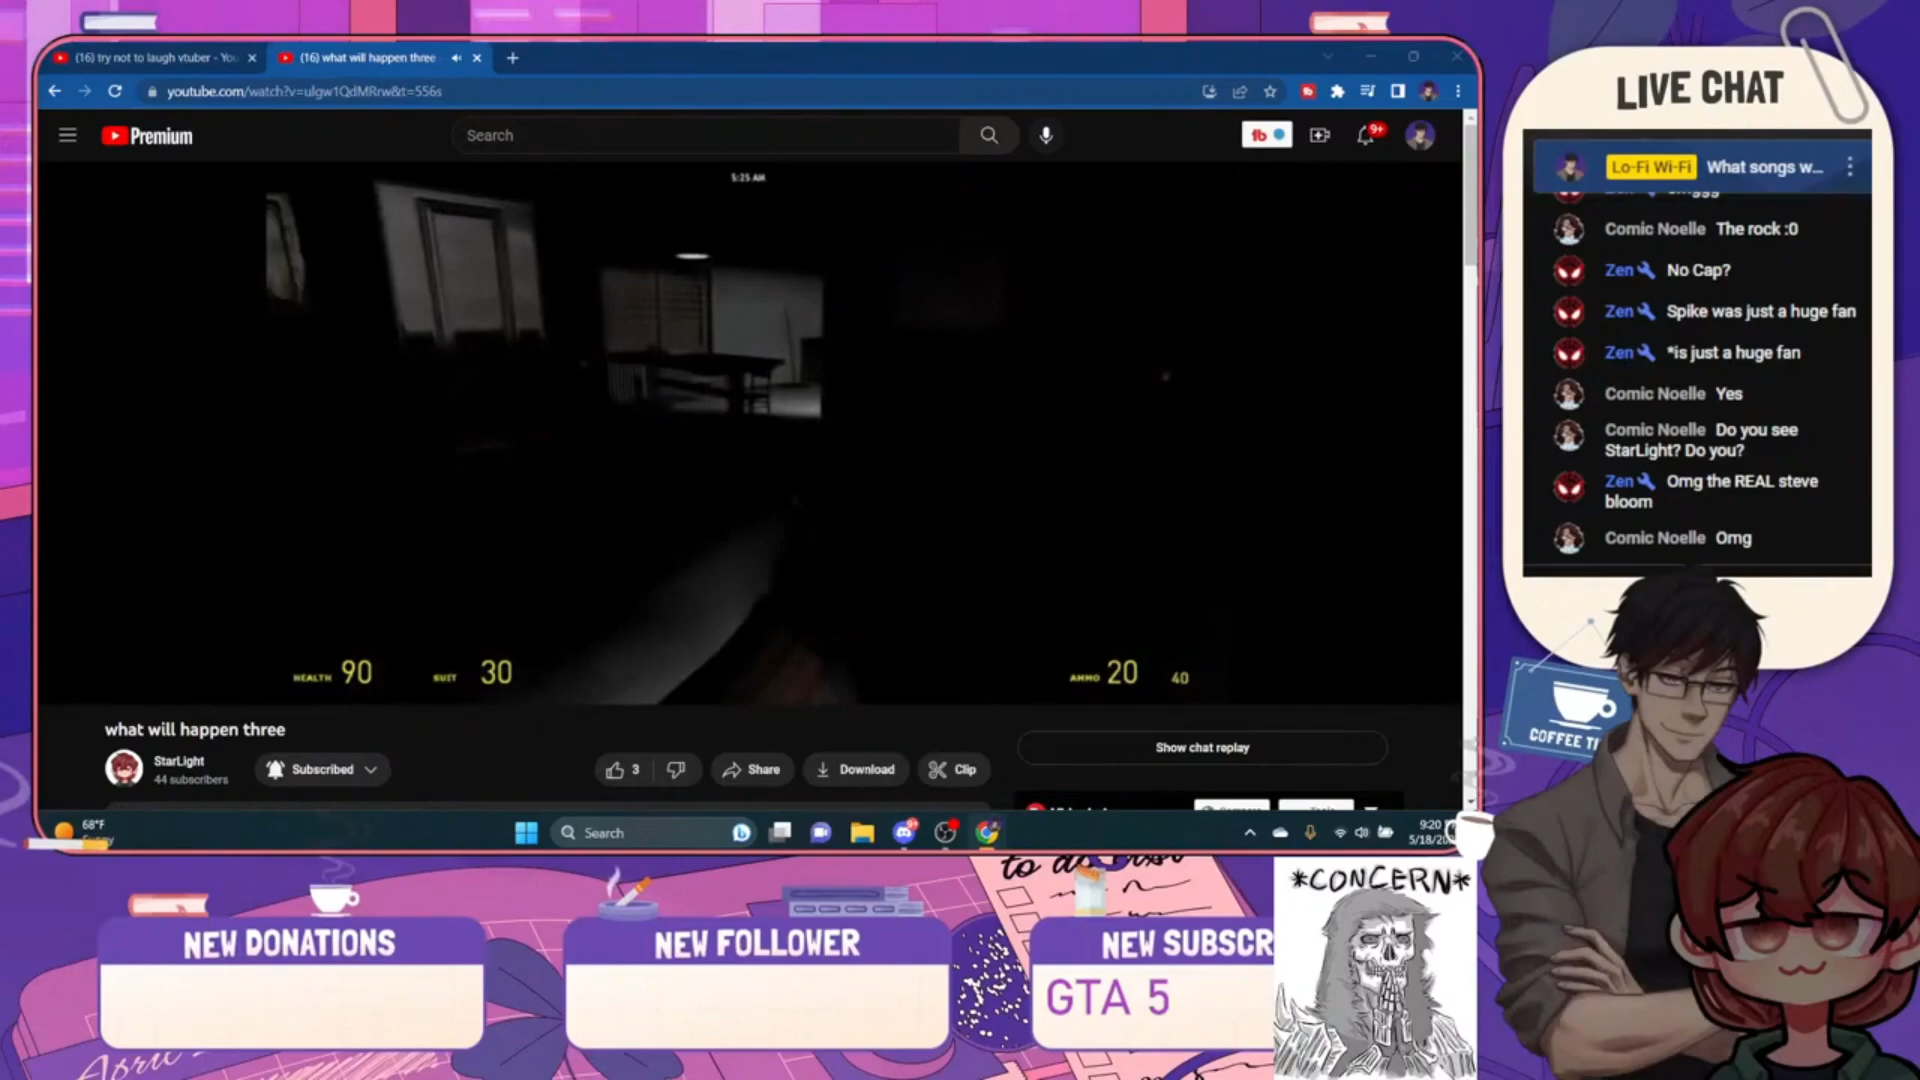 (16) try not to laugh vtuber - You
(16) what will happen three
youtube.com/watch?v=ulgw1QdMRrw&t=556s
Premium
Search
9+
5:25 AM
HEALTH 90
SUIT 30
AMMO 20 40
what will happen three
StarLight
44 subscribers
Subscribed
3
Share
Download
Clip
Show chat replay
68°F
Sunny
Search
9:20
5/18/20
LIVE CHAT
Lo-Fi Wi-Fi What songs w...
Comic Noelle The rock :0
Zen No Cap?
Zen Spike was just a huge fan
Zen *is just a huge fan
Comic Noelle Yes
Comic Noelle Do you see
StarLight? Do you?
Zen Omg the REAL steve
bloom
Comic Noelle Omg
COFFEE TI
to do
*CONCERN*
NEW DONATIONS
NEW FOLLOWER
NEW SUBSCR
GTA 5
April